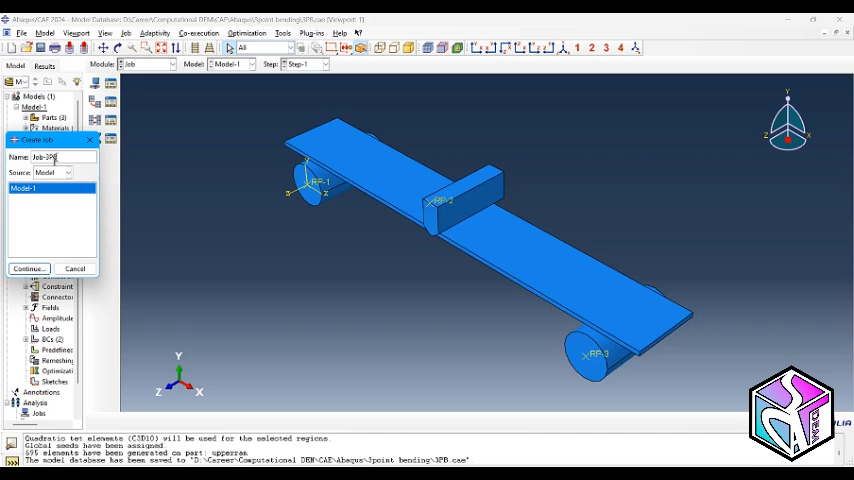 Abaqus/CAE 2024 - Model Database: D:\Career\Computational DEM\CAE\Abaqus\3point bending\3PB.cae [Viewport: 1]
File Model Viewport View Job Adaptivity Co-execution Optimization Tools Plug-ins Help
All
1 2 3 4
Model Results Module: Job Model: Model-1 Step: Step-1
Models (1)
Model-1
Parts (3)
Materials
Create Job
Name: Job-3PB
Source: Model
Model-1
Continue... Cancel
Constraint
Connector
Fields
Amplitude
Loads
BCs (2)
Predefined
Remeshing
Optimizati
Sketches
Annotations
Analysis
Jobs
Y
Z X
Y
Z X
RP-1
RP-2
RP-3
Y
Z X
DEM
Quadratic tet elements (C3D10) will be used for the selected regions.
Global seeds have been assigned.
695 elements have been generated on part: upperram
The model database has been saved to "D:\Career\Computational DEM\CAE\Abaqus\3point bending\3PB.cae".